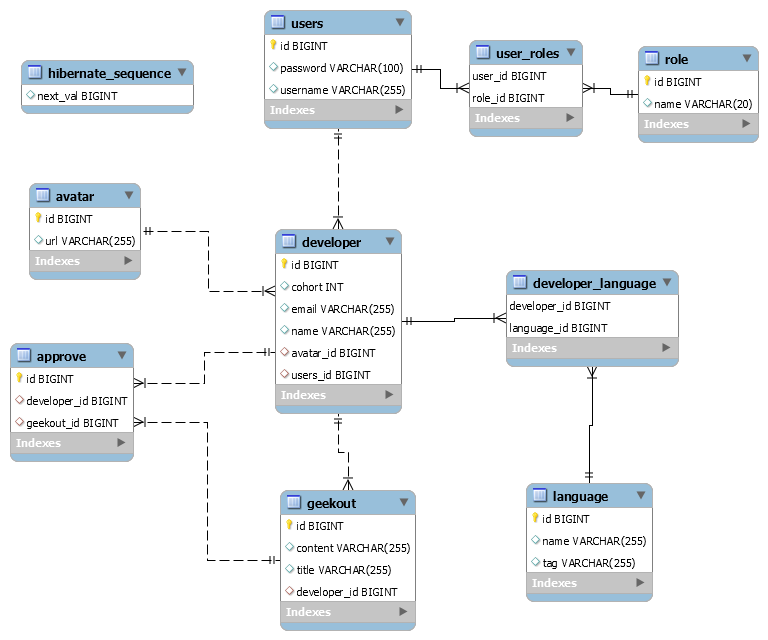 users
id BIGINT
password VARCHAR(100)
username VARCHAR(255)
Indexes
user_roles
user_id BIGINT
role_id BIGINT
Indexes
role
id BIGINT
name VARCHAR(20)
Indexes
hibernate_sequence
next_val BIGINT
avatar
id BIGINT
url VARCHAR(255)
Indexes
developer
id BIGINT
cohort INT
email VARCHAR(255)
name VARCHAR(255)
avatar_id BIGINT
users_id BIGINT
Indexes
developer_language
developer_id BIGINT
language_id BIGINT
Indexes
approve
id BIGINT
developer_id BIGINT
geekout_id BIGINT
Indexes
geekout
id BIGINT
content VARCHAR(255)
title VARCHAR(255)
developer_id BIGINT
Indexes
language
id BIGINT
name VARCHAR(255)
tag VARCHAR(255)
Indexes